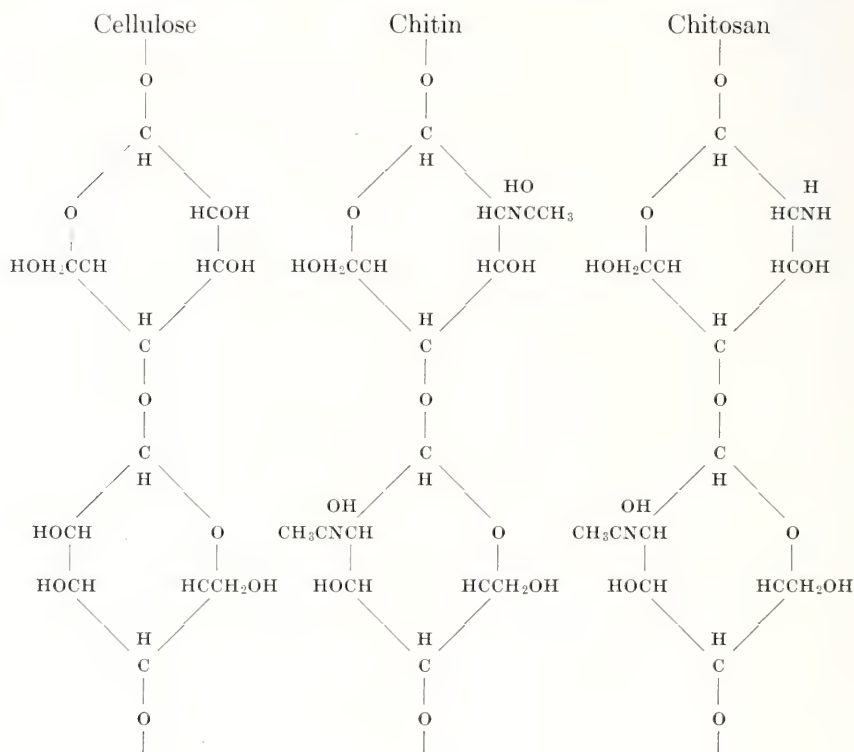 Cellulose Chitin Chitosan
O O O
C C C
H H H
HO H
O HCOH O HCNCCH₃ O HCNH
HOH₂CCH HCOH HOH₂CCH HCOH HOH₂CCH HCOH
H H H
C C C
O O O
C C C
H H H
OH OH
HOCH O CH₃CNCH O CH₃CNCH O
HOCH HCCH₂OH HOCH HCCH₂OH HOCH HCCH₂OH
H H H
C C C
O O O